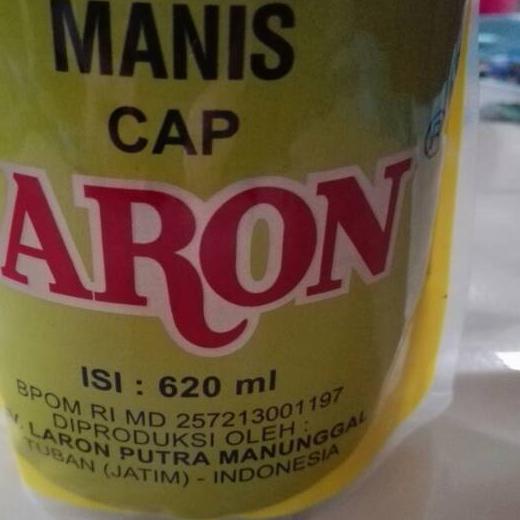 MANIS
CAP
ARON
ISI : 620 ml
BPOM RI MD 257213001197
DIPRODUKSI OLEH :
V. LARON PUTRA MANUNGGAL
TUBAN (JATIM) - INDONESIA